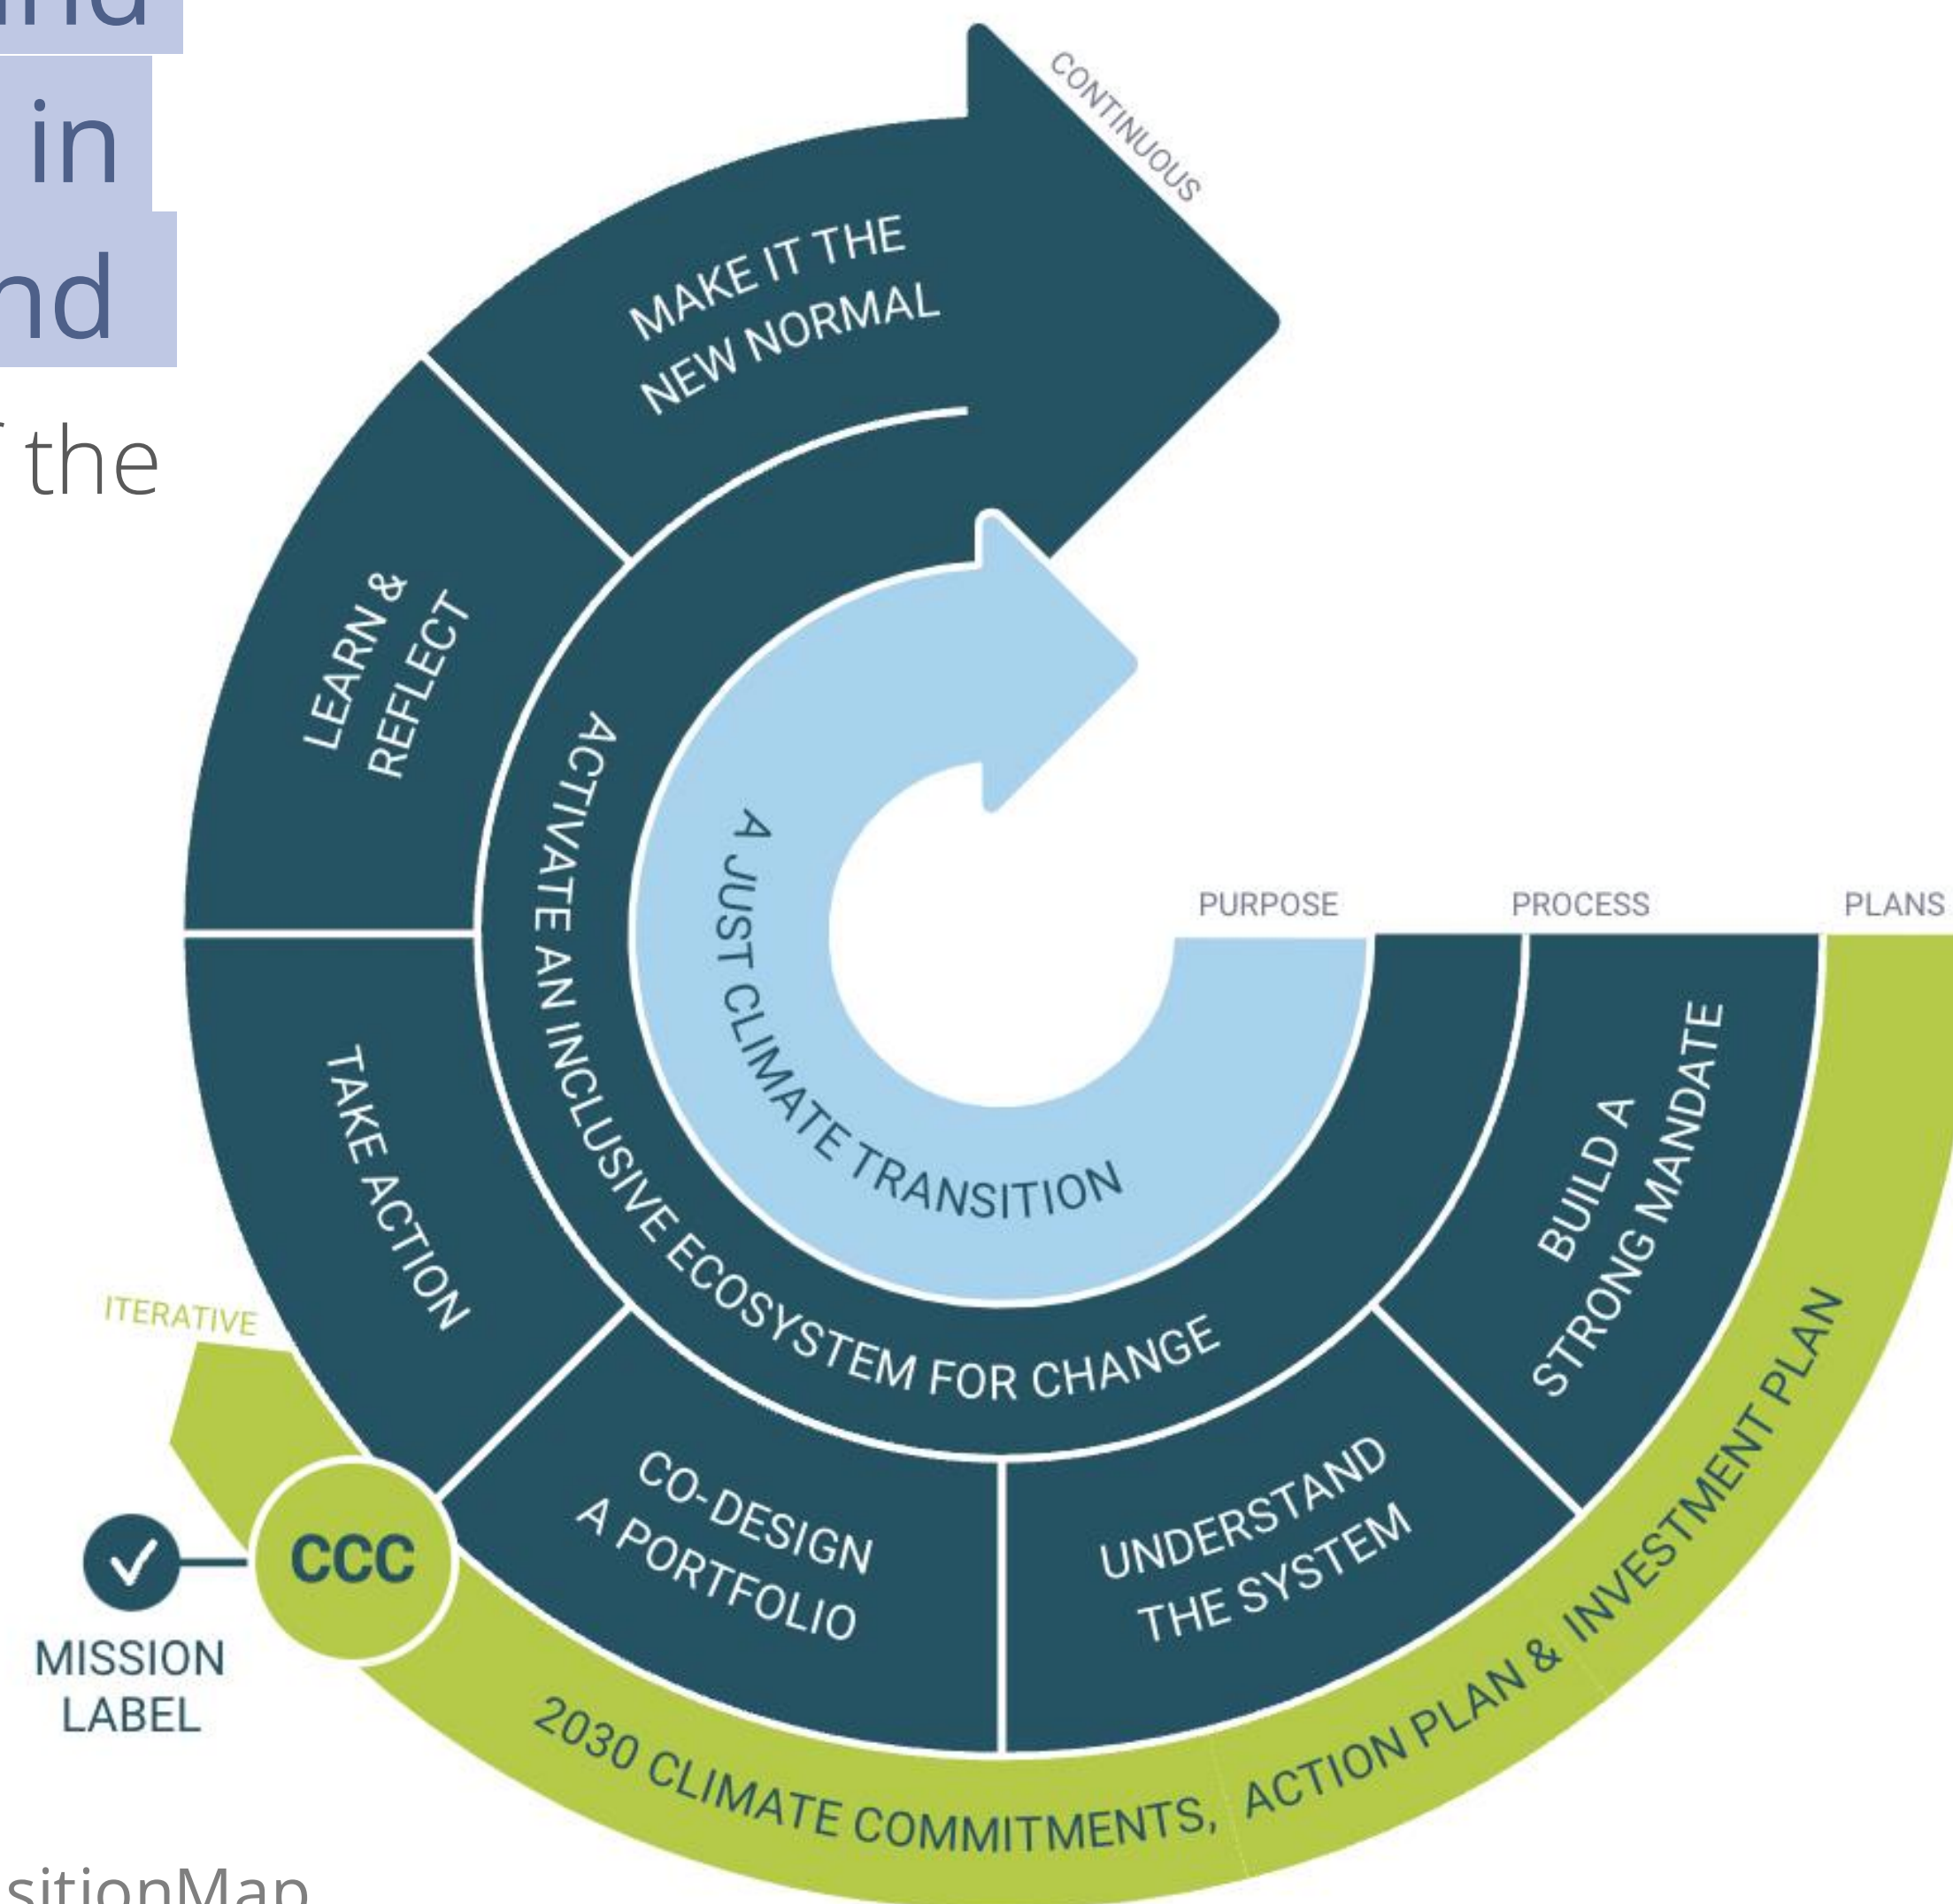 in
the
CONTINUOUS
MAKE IT THE
NEW NORMAL
LEARN &
REFLECT
ACTIVATE AN INCLUSIVE ECOSYSTEM FOR CHANGE
A JUST CLIMATE TRANSITION
PURPOSE
PROCESS
PLANS
BUILD A
STRONG MANDATE
TAKE ACTION
ITERATIVE
CO-DESIGN
A PORTFOLIO
UNDERSTAND
THE SYSTEM
CCC
MISSION
LABEL
2030 CLIMATE COMMITMENTS, ACTION PLAN & INVESTMENT PLAN